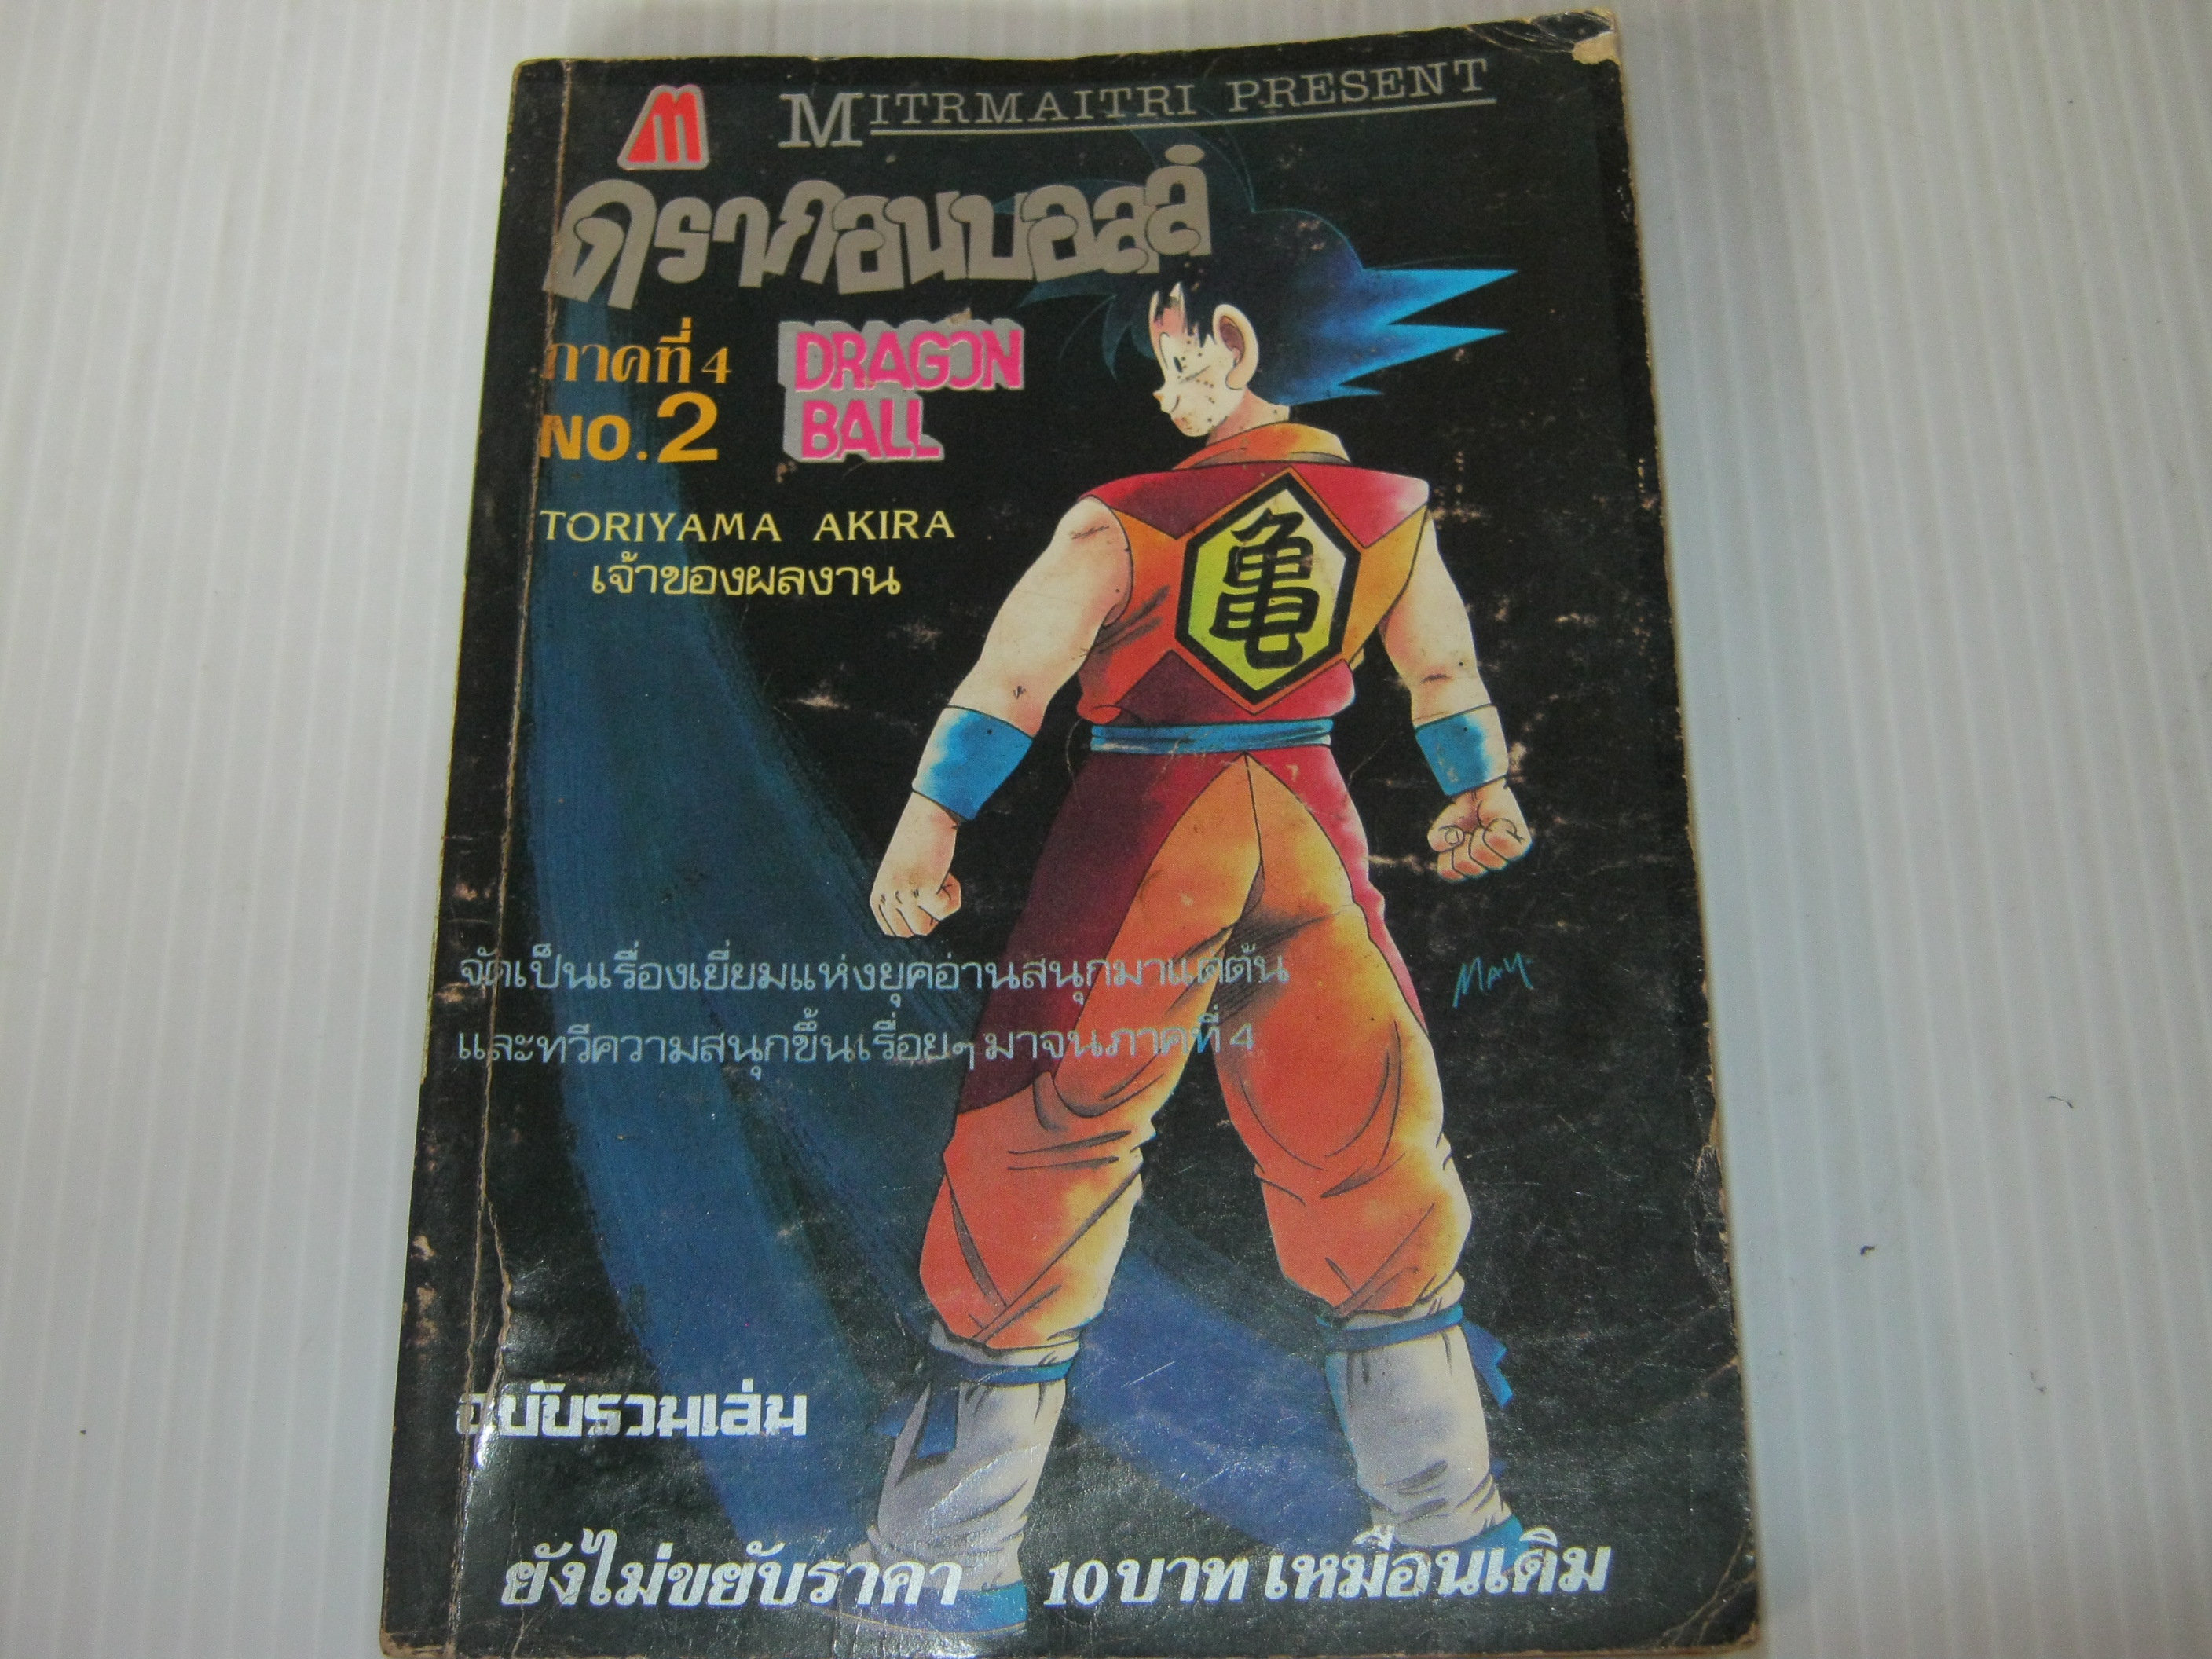 MITRMAITRI PRESENT
ดราก้อนบอลล์
ภาคที่ 4
DRAGON
BALL
NO.2
TORIYAMA AKIRA
เจ้าของผลงาน
亀
จัดเป็นเรื่องเยี่ยมแห่งยุคอ่านสนุกมาแต่ต้น
May.
และทวีความสนุกขึ้นเรื่อยๆ มาจนภาคที่ 4
ฉบับรวมเล่ม
ยังไม่ขยับราคา 10 บาท เหมือนเดิม